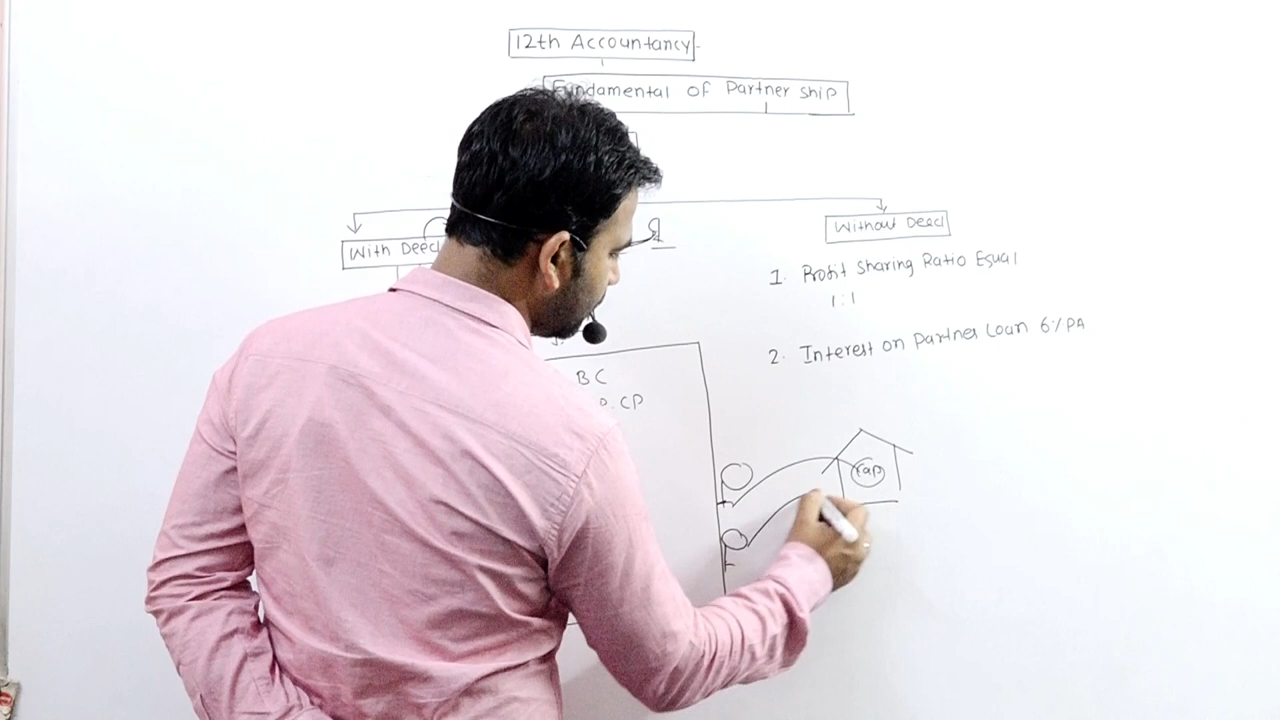 12th Accountancy
Fundamental of Partner ship
With Deed
Without Deed
1. Profit Sharing Ratio Equal
1:1
2. Interest on Partner Loan 6% PA
BC
CP
Cap